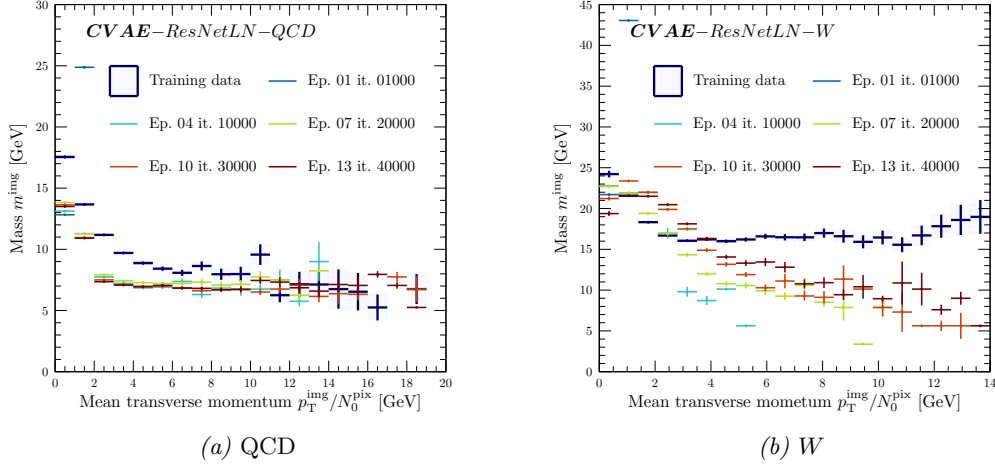 CVAE−ResNetLN−QCD
Training data
Ep. 01 it. 01000
Ep. 04 it. 10000
Ep. 07 it. 20000
Ep. 10 it. 30000
Ep. 13 it. 40000
Mass m^img [GeV]
30
25
20
15
10
5
0
0 2 4 6 8 10 12 14 16 18 20
Mean transverse momentum p_T^img/N_0^pix [GeV]
(a) QCD
CVAE−ResNetLN−W
Training data
Ep. 01 it. 01000
Ep. 04 it. 10000
Ep. 07 it. 20000
Ep. 10 it. 30000
Ep. 13 it. 40000
Mass m^img [GeV]
45
40
35
30
25
20
15
10
5
0
0 2 4 6 8 10 12 14
Mean transverse mometum p_T^img/N_0^pix [GeV]
(b) W